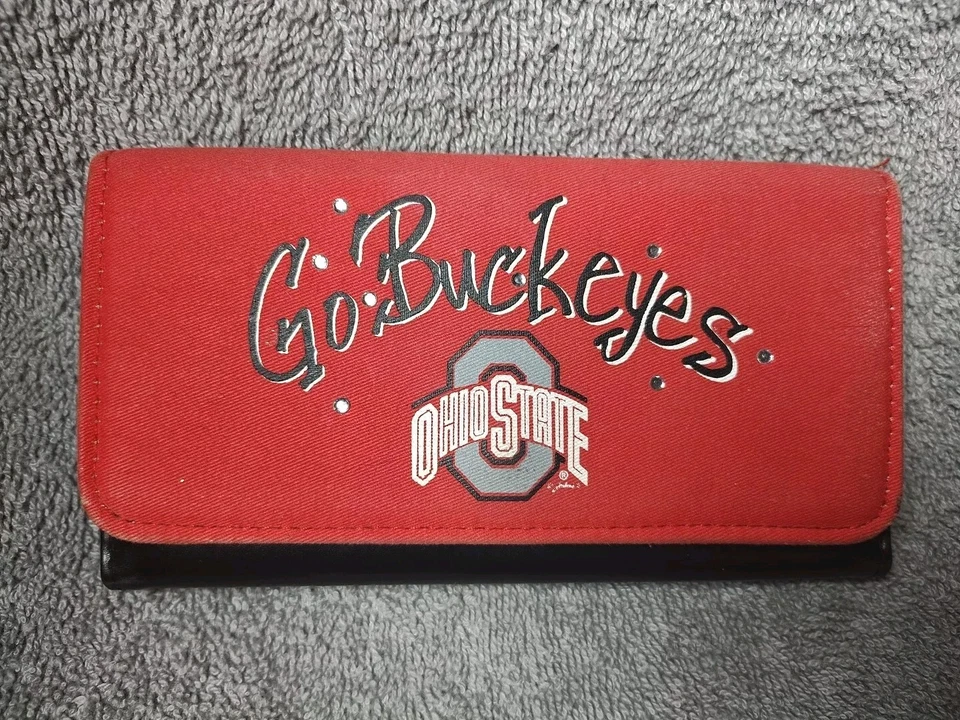 Go Buckeyes
OHIO STATE
®